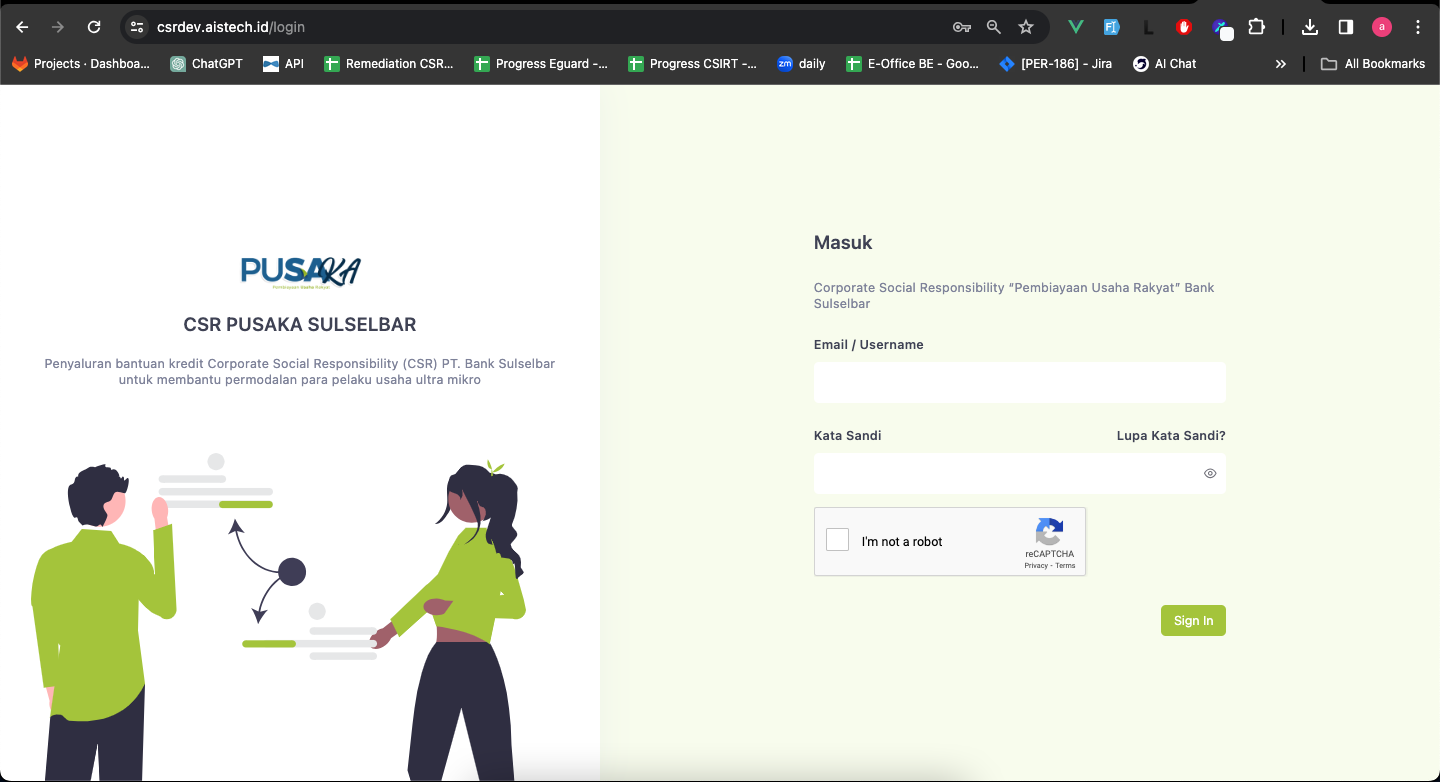 csrdev.aistech.id/login
Projects · Dashboa... ChatGPT API Remediation CSR... Progress Eguard -... Progress CSIRT -... zm daily E-Office BE - Goo... [PER-186] - Jira AI Chat » All Bookmarks
PUSAKA
Pembiayaan Usaha Rakyat
CSR PUSAKA SULSELBAR
Penyaluran bantuan kredit Corporate Social Responsibility (CSR) PT. Bank Sulselbar
untuk membantu permodalan para pelaku usaha ultra mikro
Masuk
Corporate Social Responsibility “Pembiayaan Usaha Rakyat” Bank
Sulselbar
Email / Username
Kata Sandi Lupa Kata Sandi?
I'm not a robot
reCAPTCHA
Privacy - Terms
Sign In